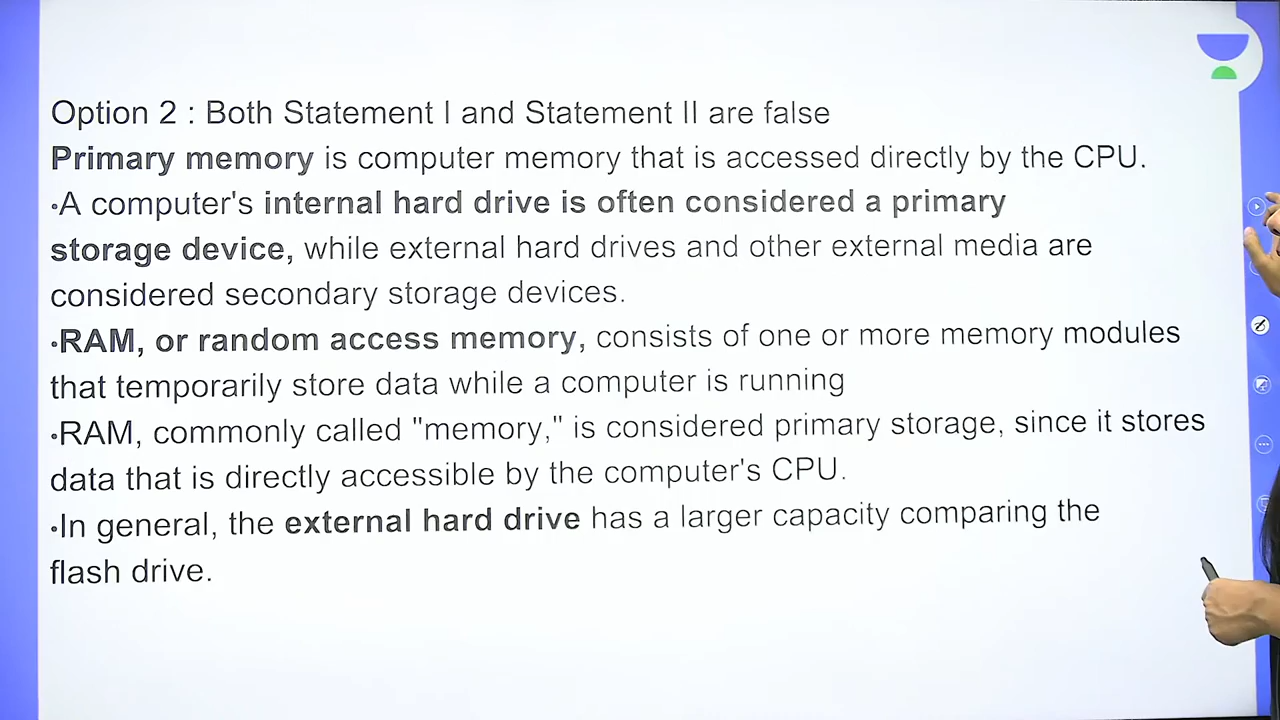 Option 2 : Both Statement I and Statement II are false
Primary memory is computer memory that is accessed directly by the CPU.
•A computer's internal hard drive is often considered a primary
storage device, while external hard drives and other external media are
considered secondary storage devices.
•RAM, or random access memory, consists of one or more memory modules
that temporarily store data while a computer is running
•RAM, commonly called "memory," is considered primary storage, since it stores
data that is directly accessible by the computer's CPU.
•In general, the external hard drive has a larger capacity comparing the
flash drive.